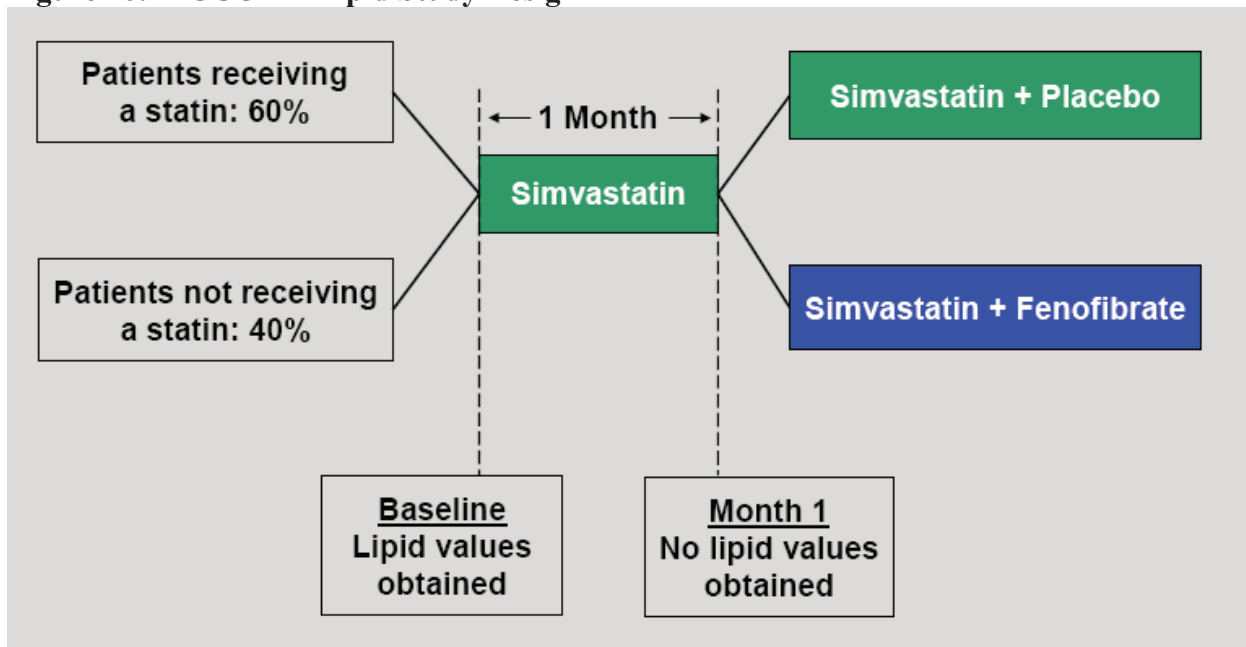 Patients receiving
a statin: 60%
1 Month
Simvastatin + Placebo
Simvastatin
Patients not receiving
a statin: 40%
Simvastatin + Fenofibrate
Baseline
Lipid values
obtained
Month 1
No lipid values
obtained